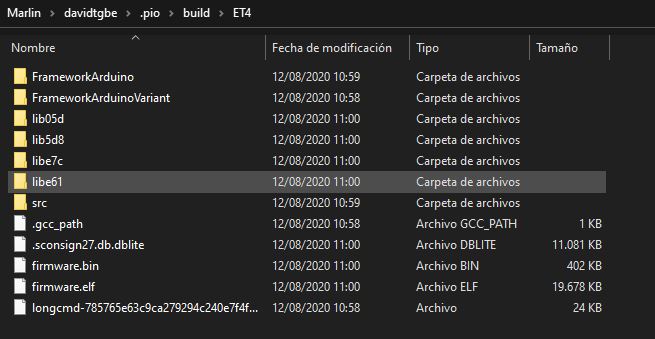 Marlin > davidtgbe > .pio > build > ET4
Nombre Fecha de modificación Tipo Tamaño
FrameworkArduino 12/08/2020 10:59 Carpeta de archivos
FrameworkArduinoVariant 12/08/2020 10:58 Carpeta de archivos
lib05d 12/08/2020 11:00 Carpeta de archivos
lib5d8 12/08/2020 11:00 Carpeta de archivos
libe7c 12/08/2020 11:00 Carpeta de archivos
libe61 12/08/2020 11:00 Carpeta de archivos
src 12/08/2020 10:59 Carpeta de archivos
.gcc_path 12/08/2020 10:58 Archivo GCC_PATH 1 KB
.sconsign27.db.dblite 12/08/2020 11:00 Archivo DBLITE 11.081 KB
firmware.bin 12/08/2020 11:00 Archivo BIN 402 KB
firmware.elf 12/08/2020 11:00 Archivo ELF 19.678 KB
longcmd-785765e63c9ca279294c240e7f4f... 12/08/2020 10:58 Archivo 24 KB